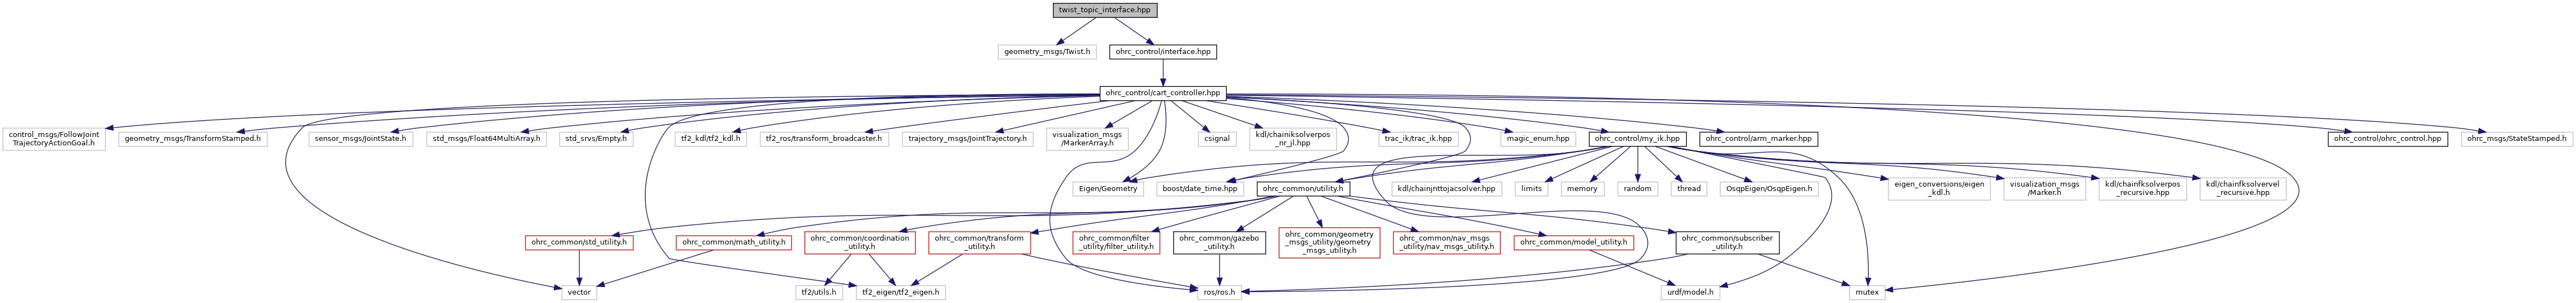 twist_topic_interface.hpp
geometry_msgs/Twist.h
ohrc_control/interface.hpp
ohrc_control/cart_controller.hpp
control_msgs/FollowJoint
TrajectoryActionGoal.h
geometry_msgs/TransformStamped.h
sensor_msgs/JointState.h
std_msgs/Float64MultiArray.h
std_srvs/Empty.h
tf2_kdl/tf2_kdl.h
tf2_ros/transform_broadcaster.h
trajectory_msgs/JointTrajectory.h
visualization_msgs
/MarkerArray.h
csignal
kdl/chainiksolverpos
_nr_jl.hpp
trac_ik/trac_ik.hpp
magic_enum.hpp
ohrc_control/my_ik.hpp
ohrc_control/arm_marker.hpp
ohrc_control/ohrc_control.hpp
ohrc_msgs/StateStamped.h
Eigen/Geometry
boost/date_time.hpp
ohrc_common/utility.h
kdl/chainjnttojacsolver.hpp
limits
memory
random
thread
OsqpEigen/OsqpEigen.h
eigen_conversions/eigen
_kdl.h
visualization_msgs
/Marker.h
kdl/chainfksolverpos
_recursive.hpp
kdl/chainfksolvervel
_recursive.hpp
ohrc_common/std_utility.h
ohrc_common/math_utility.h
ohrc_common/coordination
_utility.h
ohrc_common/transform
_utility.h
ohrc_common/filter
_utility/filter_utility.h
ohrc_common/gazebo
_utility.h
ohrc_common/geometry
_msgs_utility/geometry
_msgs_utility.h
ohrc_common/nav_msgs
_utility/nav_msgs_utility.h
ohrc_common/model_utility.h
ohrc_common/subscriber
_utility.h
vector
tf2/utils.h
tf2_eigen/tf2_eigen.h
ros/ros.h
urdf/model.h
mutex